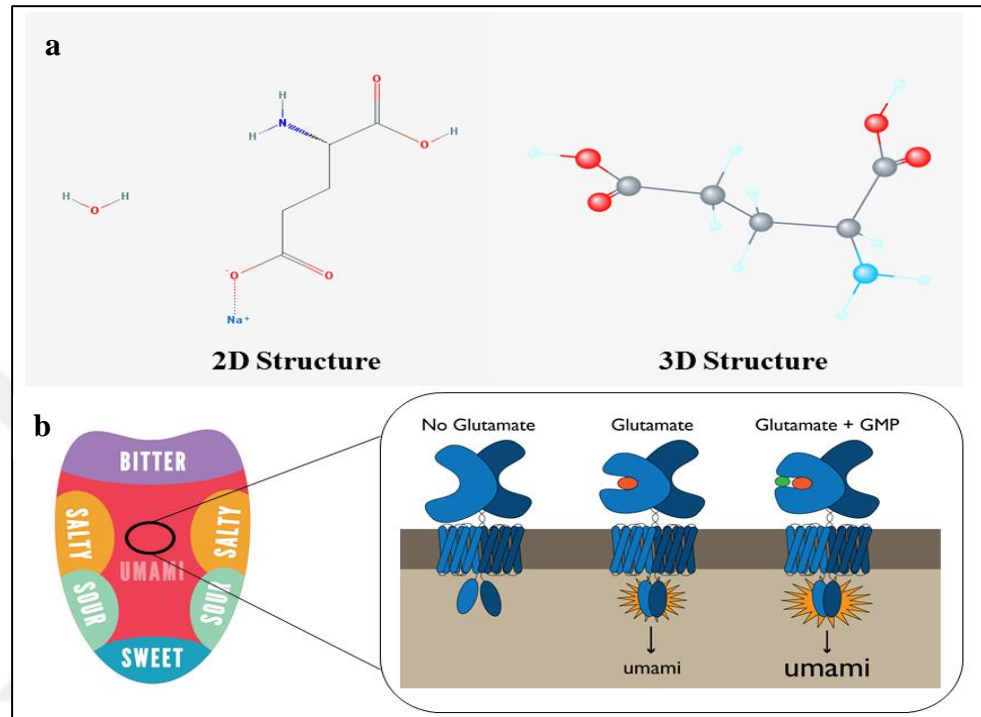 a
H
N
H
O
O
H
H
O
H
O
O
Na+
2D Structure
3D Structure
b
BITTER
SALTY
SALTY
UMAMI
SOUR
SOUR
SWEET
No Glutamate
Glutamate
Glutamate + GMP
umami
umami